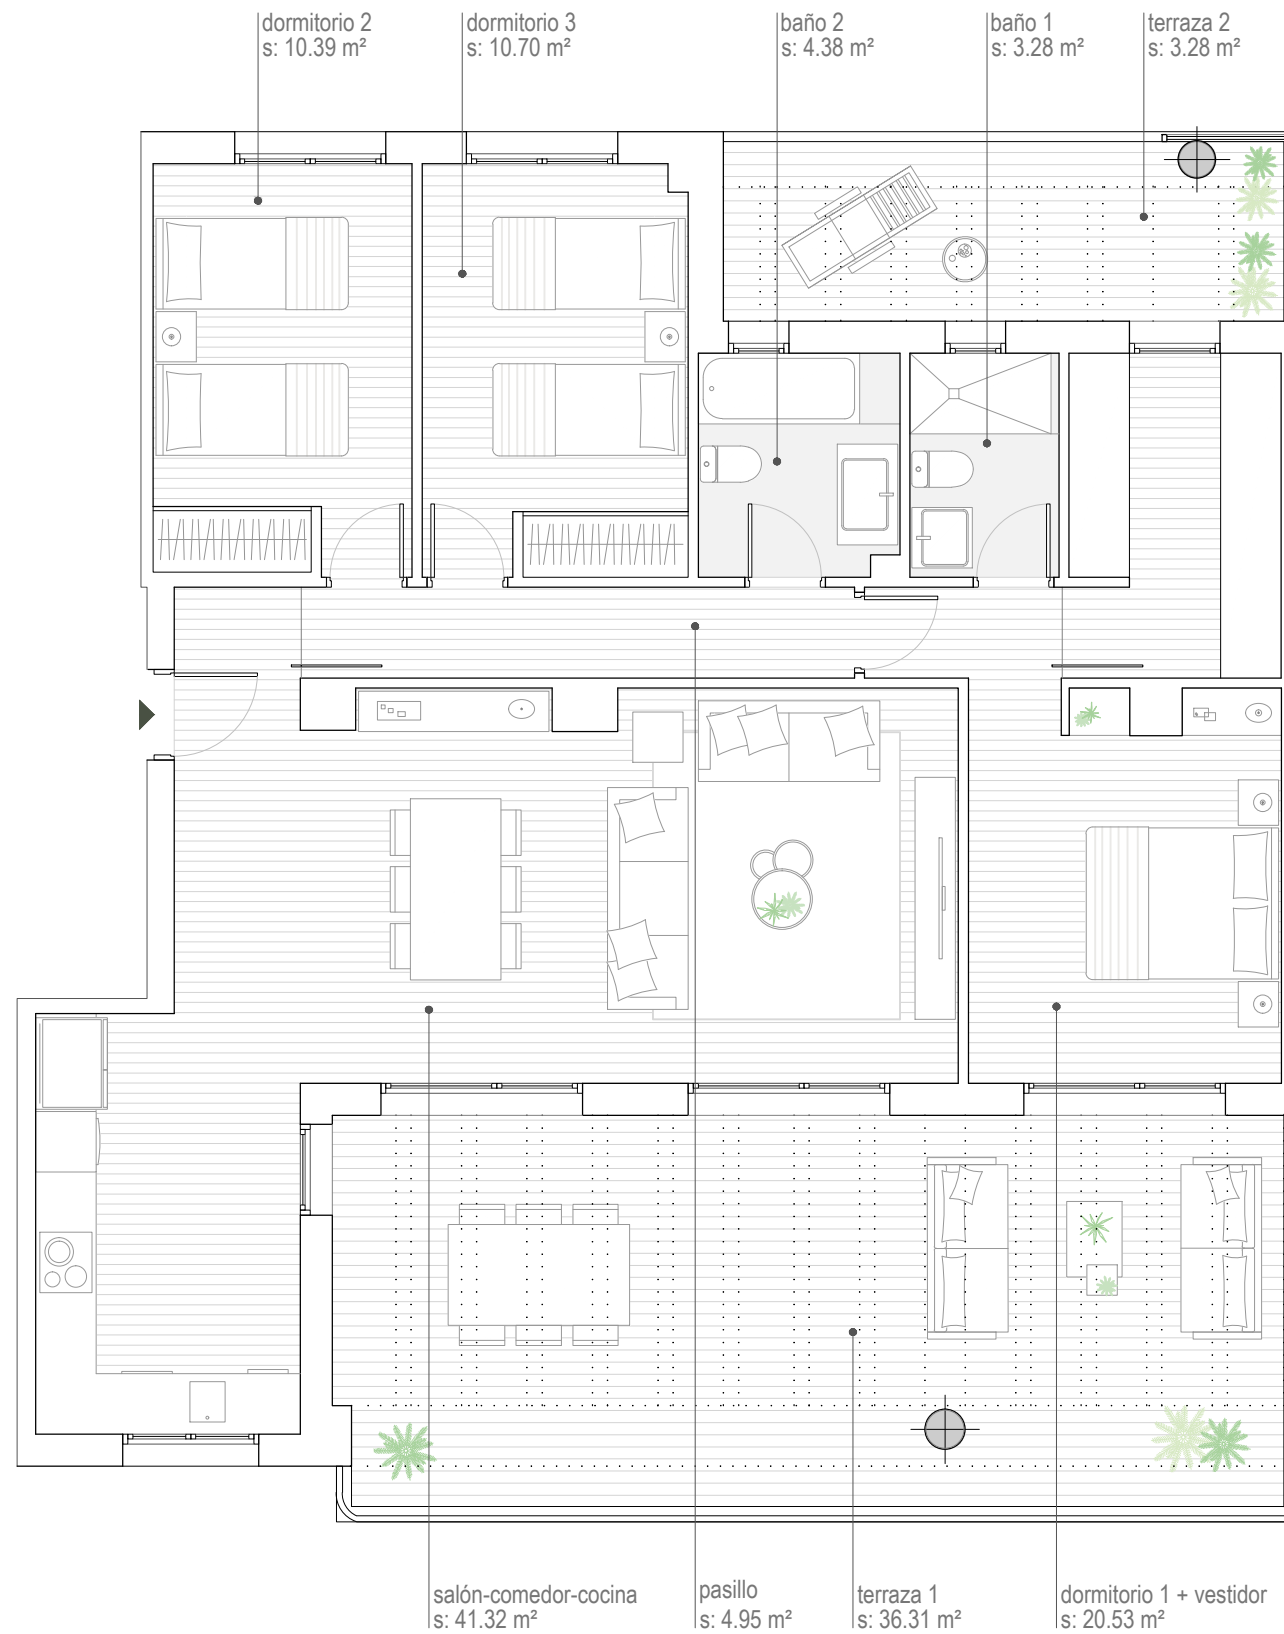 dormitorio 2
s: 10.39 m²
dormitorio 3
s: 10.70 m²
baño 2
s: 4.38 m²
baño 1
s: 3.28 m²
terraza 2
s: 3.28 m²
salón-comedor-cocina
s: 41.32 m²
pasillo
s: 4.95 m²
terraza 1
s: 36.31 m²
dormitorio 1 + vestidor
s: 20.53 m²